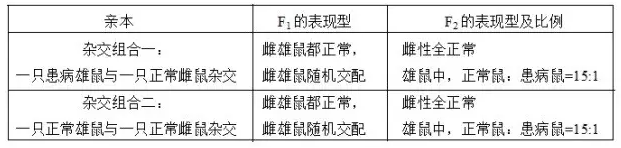 亲本 F₁的表现型 F₂的表现型及比例
杂交组合一： 雌雄鼠都正常， 雌性全正常
一只患病雄鼠与一只正常雌鼠杂交 雌雄鼠随机交配 雄鼠中，正常鼠：患病鼠=15:1
杂交组合二： 雌雄鼠都正常， 雌性全正常
一只正常雄鼠与一只正常雌鼠杂交 雌雄鼠随机交配 雄鼠中，正常鼠：患病鼠=15:1